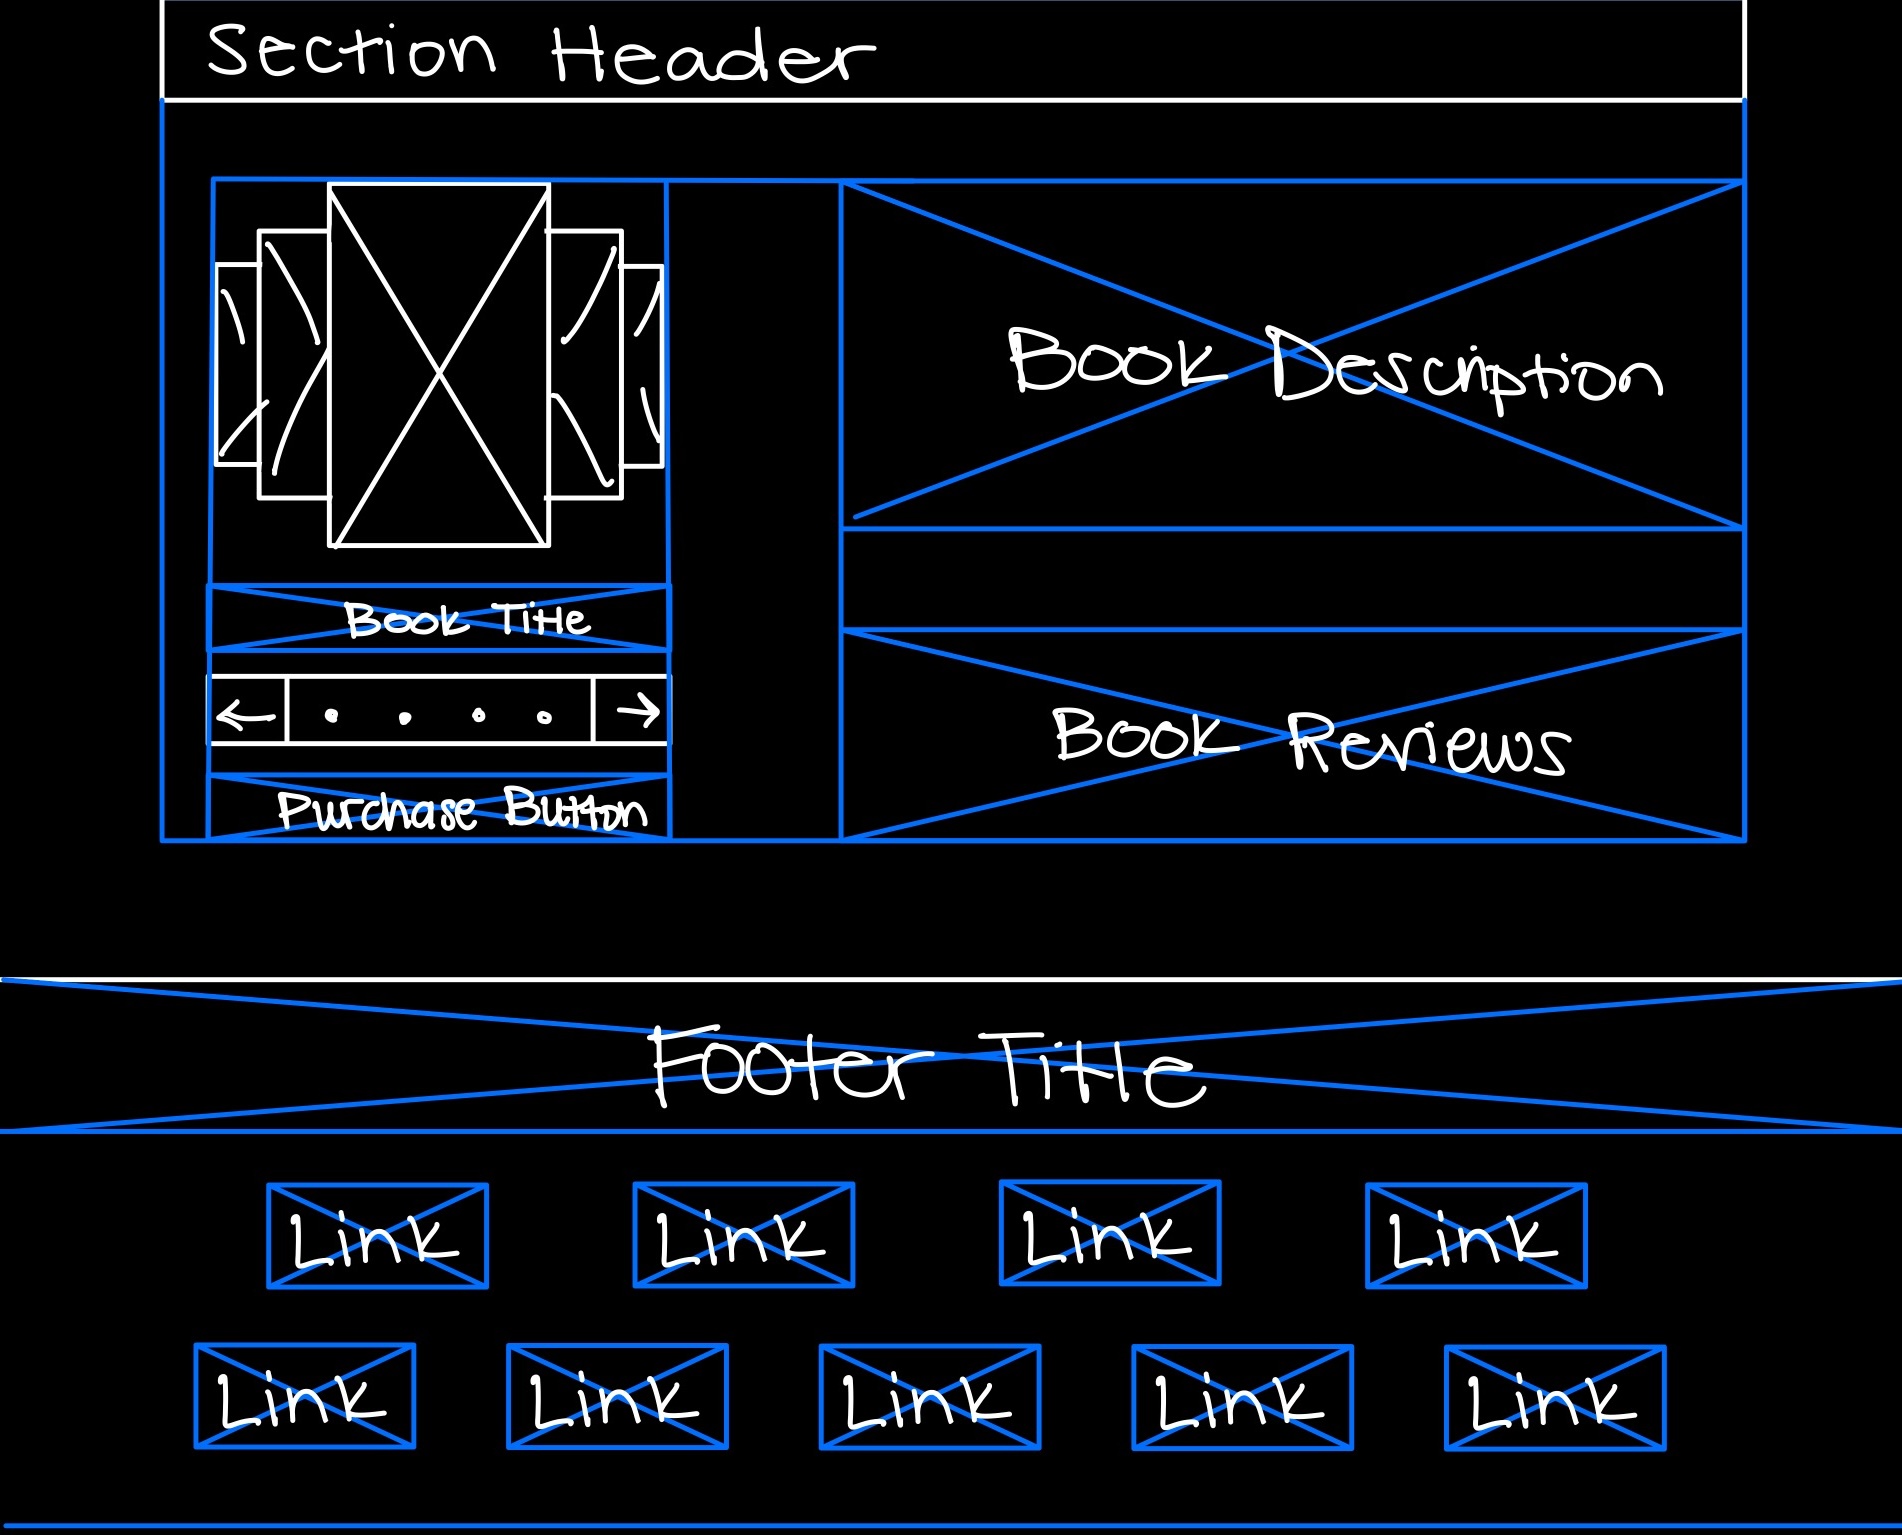 Section Header
Book Title
Purchase Button
Book Description
Book Reviews
Footer Title
Link Link Link Link
Link Link Link Link Link